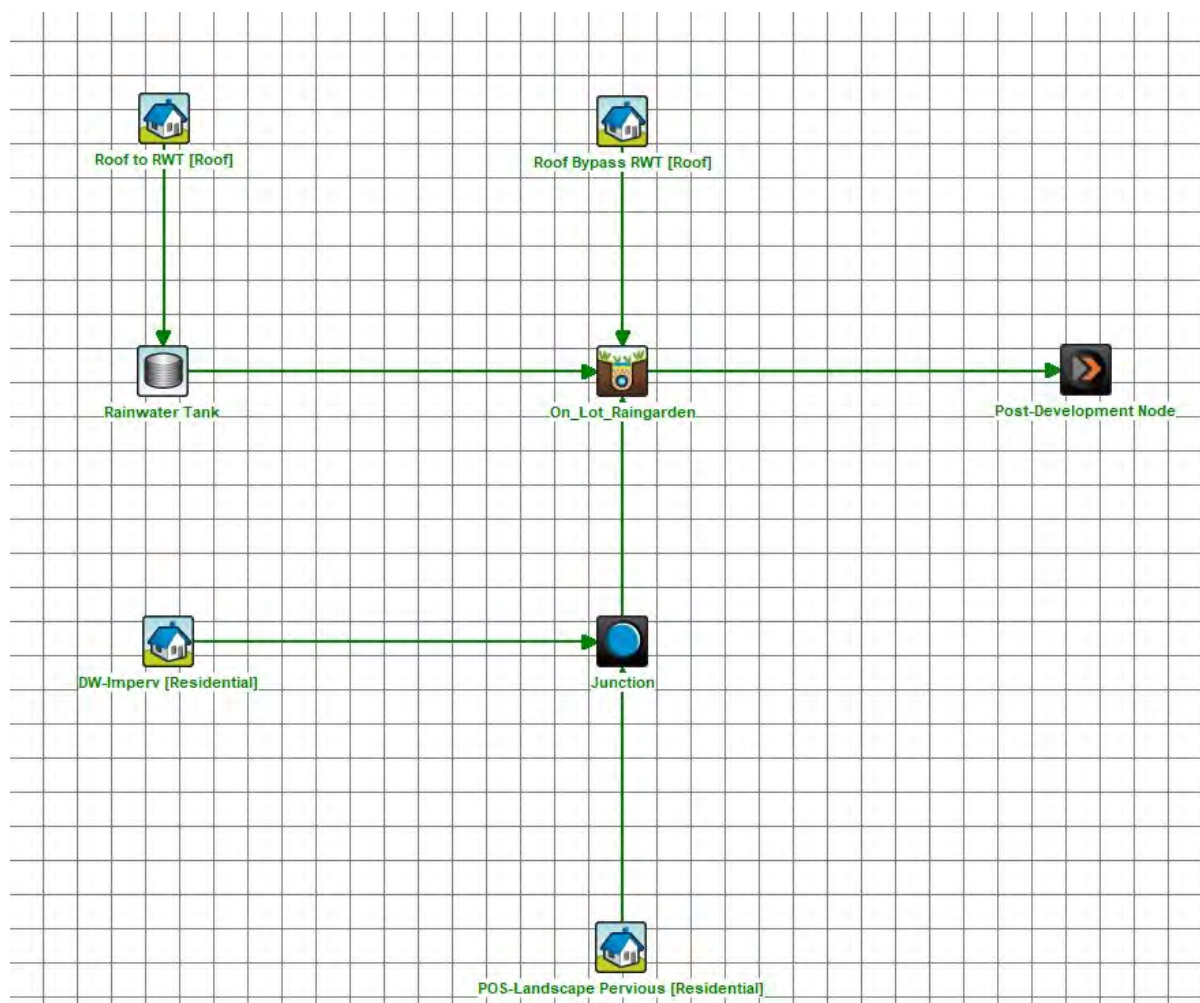 Roof to RWT [Roof]
Roof Bypass RWT [Roof]
Rainwater Tank
On_Lot_Raingarden
Post-Development Node
DW-Imperv [Residential]
Junction
POS-Landscape Pervious [Residential]